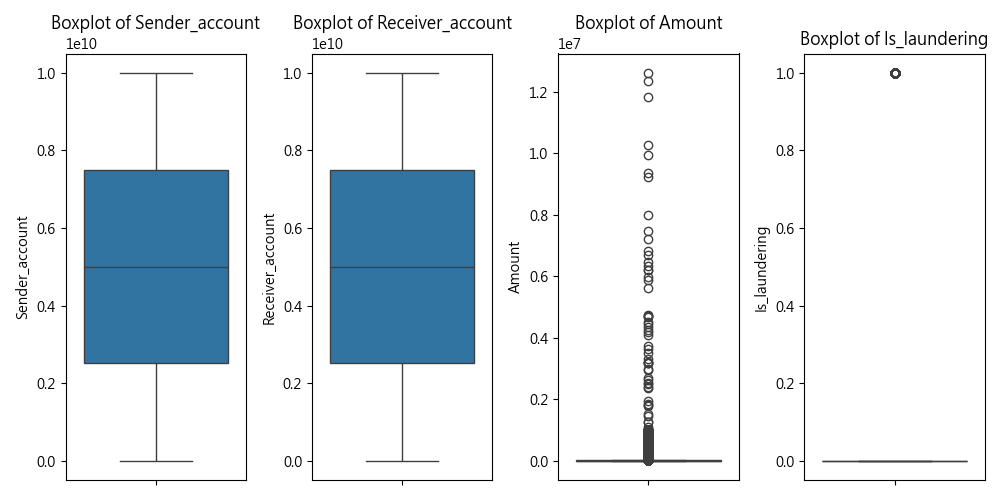 Boxplot of Sender_account
1e10
1.0
0.8
0.6
0.4
0.2
0.0
Sender_account
Boxplot of Receiver_account
1e10
1.0
0.8
0.6
0.4
0.2
0.0
Receiver_account
Boxplot of Amount
1e7
1.2
1.0
0.8
0.6
0.4
0.2
0.0
Amount
Boxplot of Is_laundering
1.0
0.8
0.6
0.4
0.2
0.0
Is_laundering